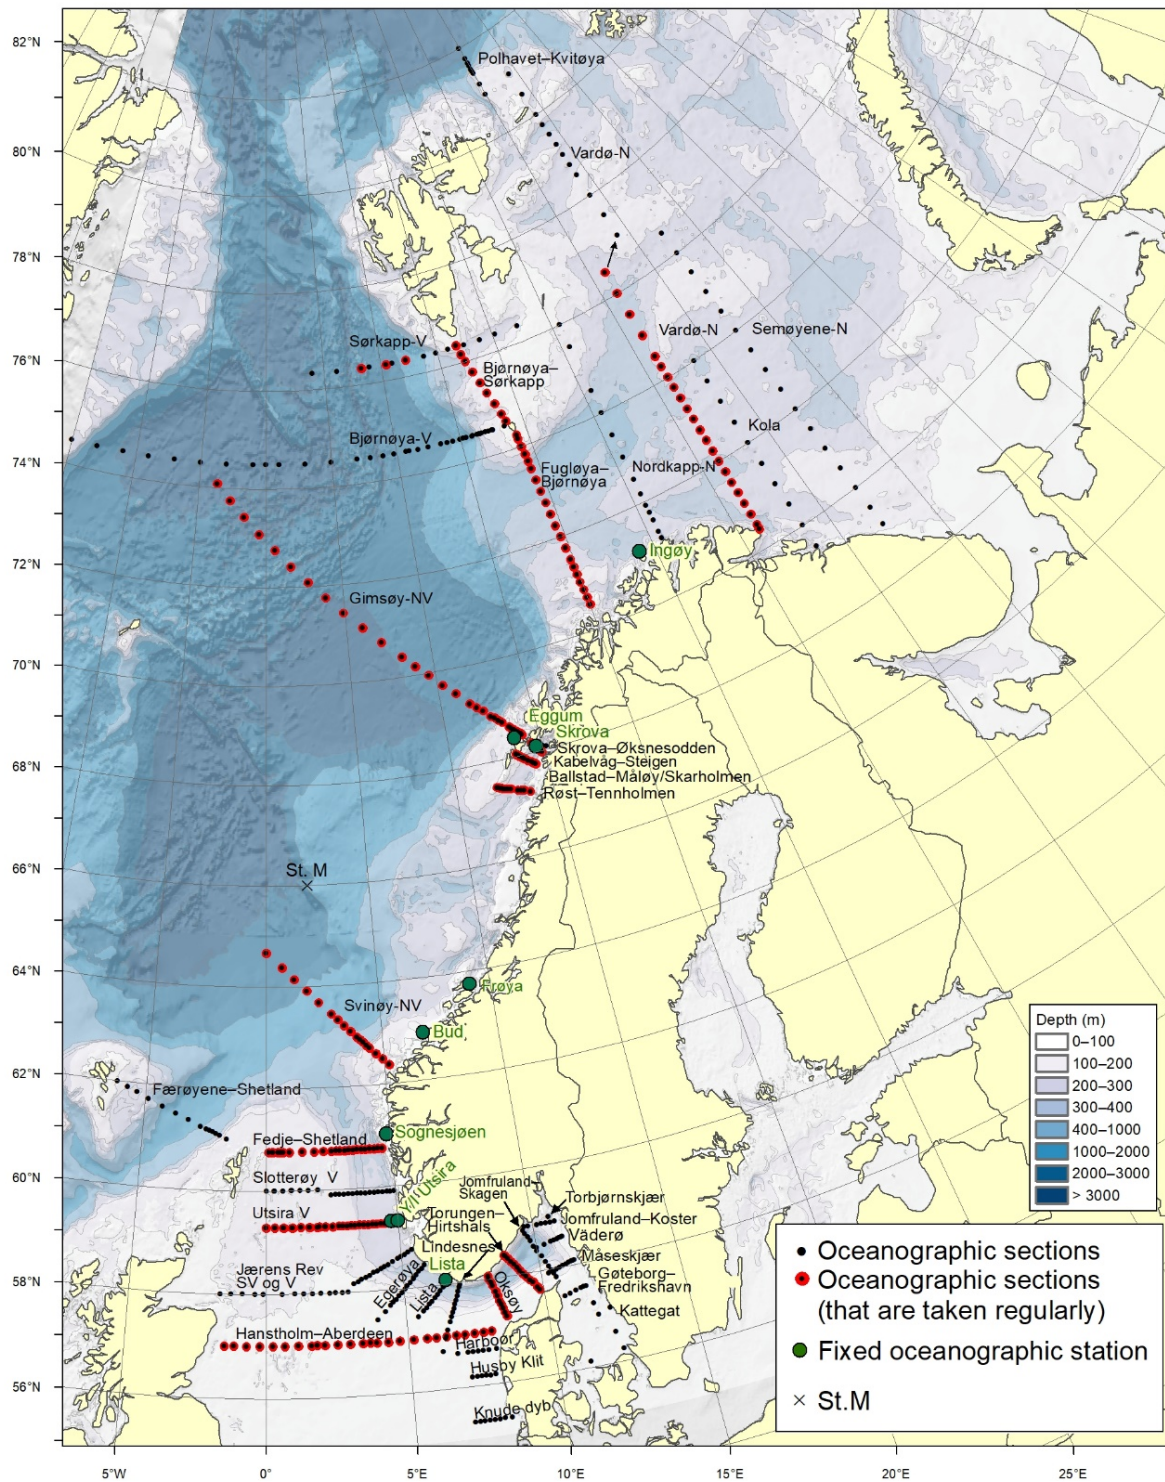 82°N
Polhavet–Kvitøya
80°N
Vardø-N
78°N
Sørkapp-V
Vardø-N
Semøyene-N
76°N
Bjørnøya–
Sørkapp
Bjørnøya-V
Kola
74°N
Fugløya–
Bjørnøya
Nordkapp-N
Ingøy
72°N
Gimsøy-NV
70°N
Eggum
Skrova
Skrova–Øksnesodden
Kabelvåg–Steigen
68°N
Ballstad–Måløy/Skarholmen
Røst–Tennholmen
66°N
St. M
64°N
Frøya
Svinøy-NV
Bud
62°N
Færøyene–Shetland
Sognesjøen
Fedje–Shetland
60°N
Slotterøy V
Y/I Utsira
Utsira V
Jomfruland–
Skagen
Torbjørnskjær
Torungen–
Hirtshals
Jomfruland–Koster
Väderø
Lindesnes
Måseskjær
Lista
Jærens Rev
SV og V
Egerøya
Lista
Oksøy
Göteborg–
Fredrikshavn
58°N
Kattegat
Hanstholm–Aberdeen
Harboør
Husby Klit
56°N
Knude dyb
Depth (m)
0–100
100–200
200–300
300–400
400–1000
1000–2000
2000–3000
> 3000
Oceanographic sections
Oceanographic sections
(that are taken regularly)
Fixed oceanographic station
St.M
5°W
0°
5°E
10°E
15°E
20°E
25°E